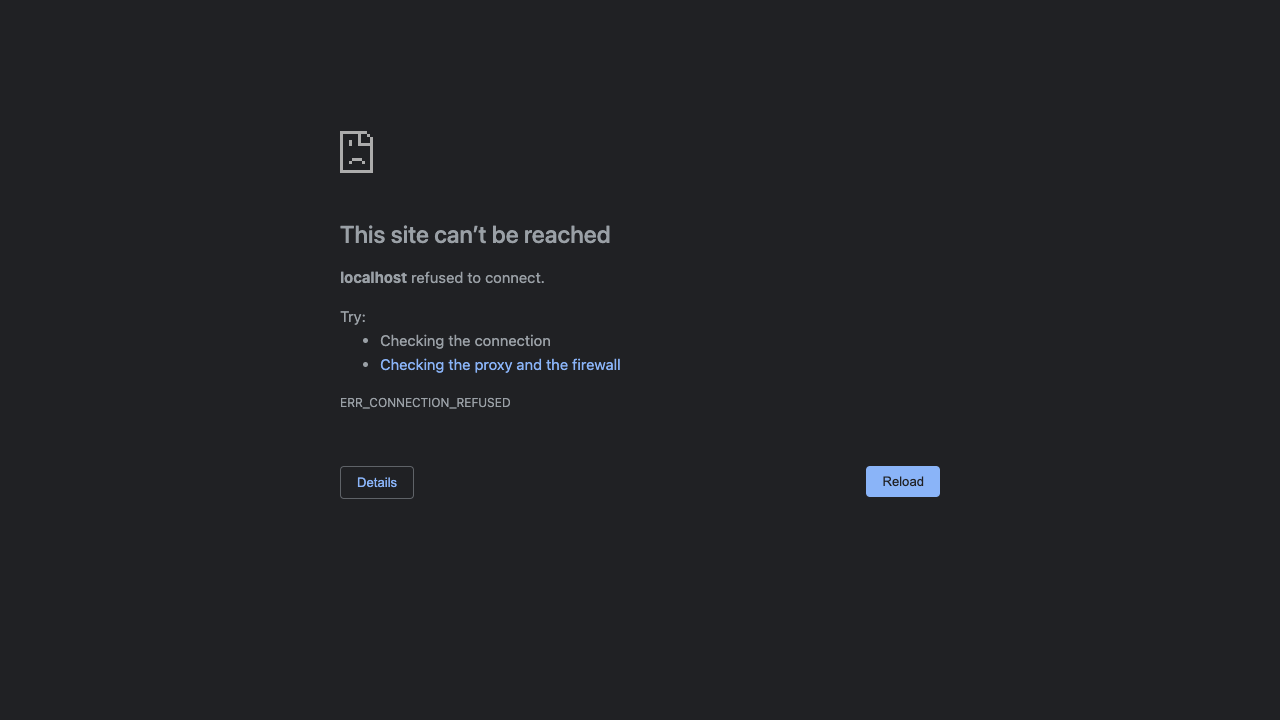 This site can’t be reached
localhost refused to connect.
Try:
Checking the connection
Checking the proxy and the firewall
ERR_CONNECTION_REFUSED
Details
Reload